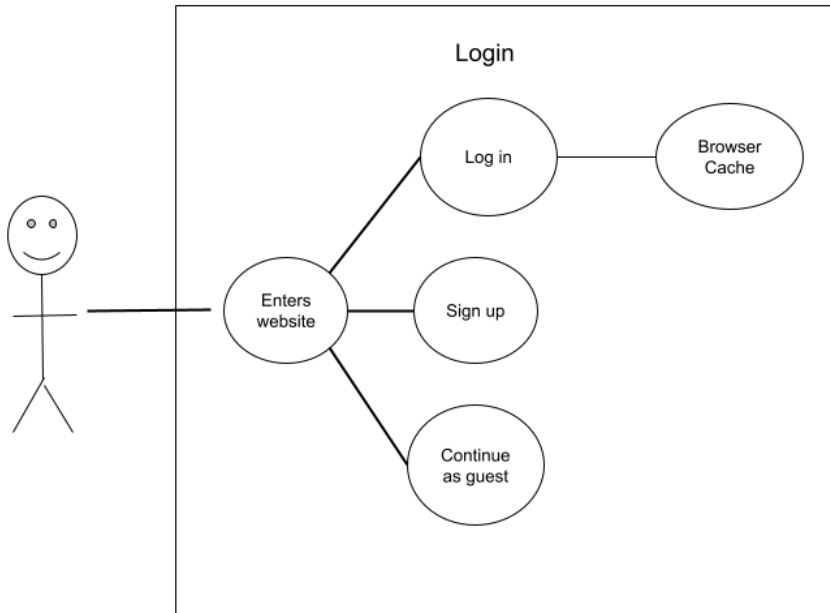 Login
Log in
Browser
Cache
Enters
website
Sign up
Continue
as guest